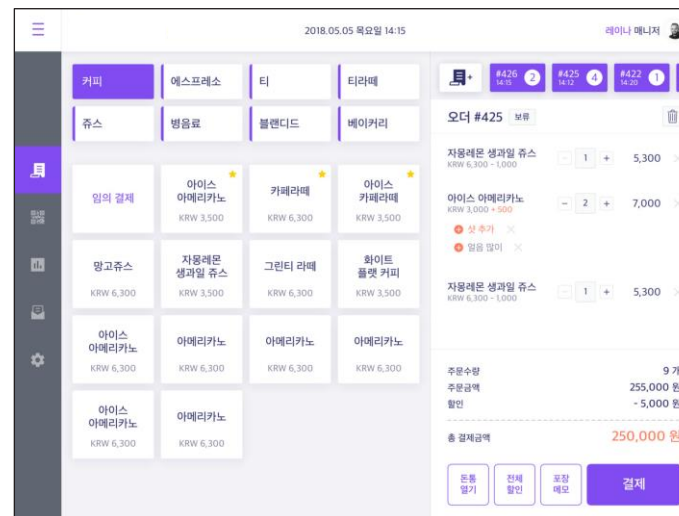 2018.05.05 목요일 14:15
레이나 매니저
커피
에스프레소
티
티라떼
쥬스
병음료
블랜디드
베이커리
임의 결제
아이스
아메리카노
KRW 3,500
카페라떼
KRW 6,300
아이스
카페라떼
KRW 3,500
망고쥬스
KRW 6,300
자몽레몬
생과일 쥬스
KRW 3,500
그린티 라떼
KRW 6,300
화이트
플랫 커피
KRW 3,500
아이스
아메리카노
KRW 6,300
아메리카노
KRW 6,300
아메리카노
KRW 6,300
아메리카노
KRW 6,300
아이스
아메리카노
KRW 6,300
아메리카노
KRW 6,300
#426
14:15
2
#425
14:12
4
#422
14:20
1
오더 #425 보류
자몽레몬 생과일 쥬스
KRW 6,300 - 1,000
- 1 + 5,300
아이스 아메리카노
KRW 3,000 + 500
- 2 + 7,000
샷 추가
얼음 많이
자몽레몬 생과일 쥬스
KRW 6,300 - 1,000
- 1 + 5,300
주문수량 9 개
주문금액 255,000 원
할인 - 5,000 원
총 결제금액 250,000 원
돈통
열기
전체
할인
포장
메모
결제